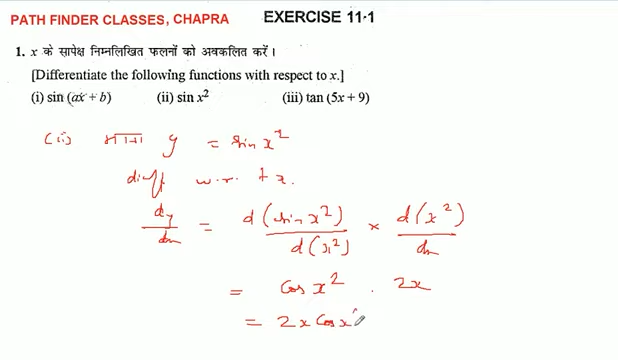 PATH FINDER CLASSES, CHAPRA EXERCISE 11·1
1. x के सापेक्ष निम्नलिखित फलनों को अवकलित करें ।
[Differentiate the following functions with respect to x.]
(i) sin (ax + b) (ii) sin x² (iii) tan (5x + 9)
(ii) माना y = sin x²
diff w.r. t x.
dy/dx = d(sin x²)/d(x²) × d(x²)/dx
= cos x² . 2x
= 2x cos x²